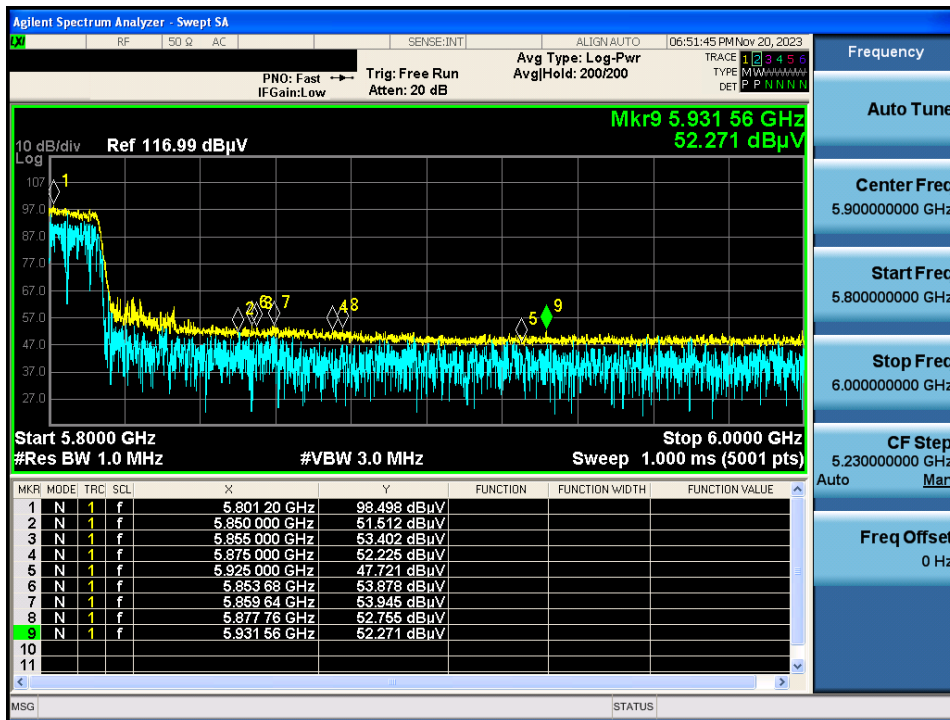 Agilent Spectrum Analyzer - Swept SA
LXI RF 50 Ω AC SENSE:INT ALIGN AUTO 06:51:45 PM Nov 20, 2023
PNO: Fast Trig: Free Run Avg Type: Log-Pwr TRACE 1 2 3 4 5 6
IFGain:Low Atten: 20 dB Avg|Hold: 200/200 TYPE M W W W W W
DET P P N N N N
Mkr9 5.931 56 GHz
52.271 dBµV
10 dB/div Ref 116.99 dBµV
Log
107
97.0
87.0
77.0
67.0
57.0
47.0
37.0
27.0
1
2 6 3 7 4 8 5 9
Start 5.8000 GHz Stop 6.0000 GHz
#Res BW 1.0 MHz #VBW 3.0 MHz Sweep 1.000 ms (5001 pts)
MKR MODE TRC SCL X Y FUNCTION FUNCTION WIDTH FUNCTION VALUE
1 N 1 f 5.801 20 GHz 98.498 dBµV
2 N 1 f 5.850 000 GHz 51.512 dBµV
3 N 1 f 5.855 000 GHz 53.402 dBµV
4 N 1 f 5.875 000 GHz 52.225 dBµV
5 N 1 f 5.925 000 GHz 47.721 dBµV
6 N 1 f 5.853 68 GHz 53.878 dBµV
7 N 1 f 5.859 64 GHz 53.945 dBµV
8 N 1 f 5.877 76 GHz 52.755 dBµV
9 N 1 f 5.931 56 GHz 52.271 dBµV
10
11
MSG STATUS
Frequency
Auto Tune
Center Freq
5.900000000 GHz
Start Freq
5.800000000 GHz
Stop Freq
6.000000000 GHz
CF Step
5.230000000 GHz
Auto Man
Freq Offset
0 Hz